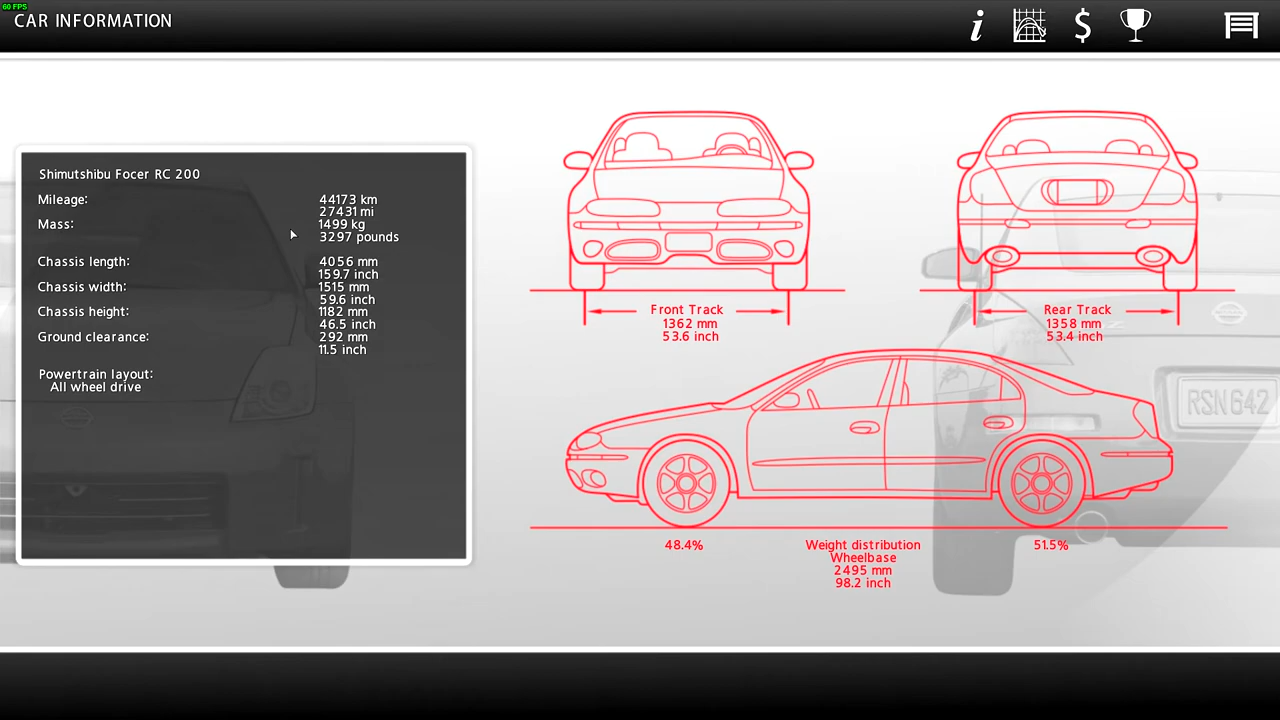 60 FPS
CAR INFORMATION
Shimutshibu Focer RC 200
Mileage: 44173 km
27431 mi
Mass: 1499 kg
3297 pounds
Chassis length: 4056 mm
159.7 inch
Chassis width: 1515 mm
59.6 inch
Chassis height: 1182 mm
46.5 inch
Ground clearance: 292 mm
11.5 inch
Powertrain layout:
All wheel drive
Front Track
1362 mm
53.6 inch
Rear Track
1358 mm
53.4 inch
RSN642
48.4%
Weight distribution
51.5%
Wheelbase
2495 mm
98.2 inch